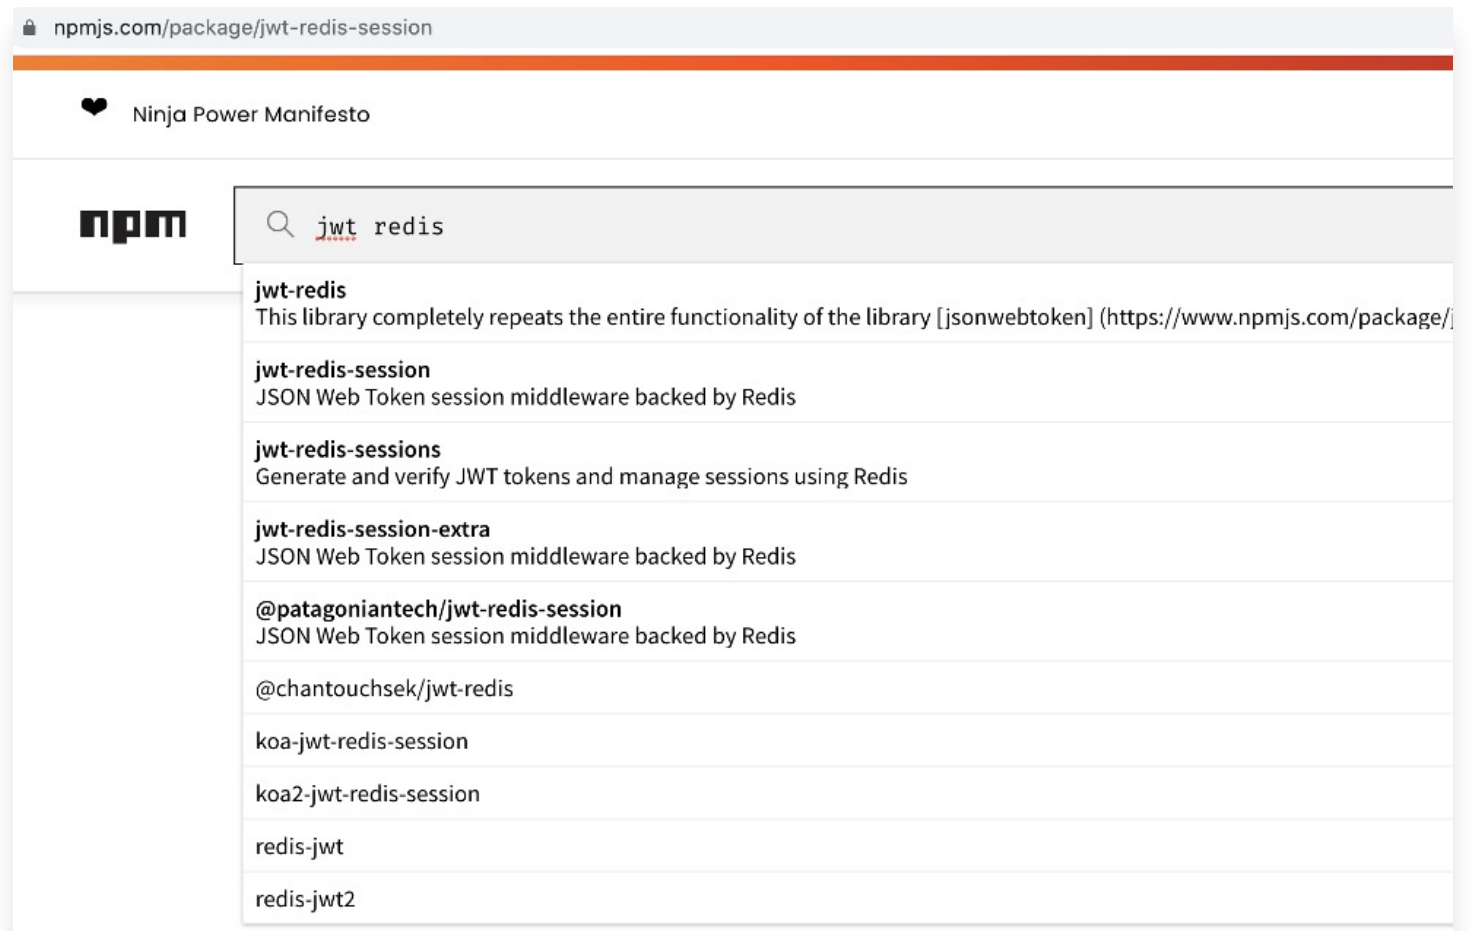 npmjs.com/package/jwt-redis-session
Ninja Power Manifesto
npm
jwt redis
jwt-redis
This library completely repeats the entire functionality of the library [jsonwebtoken] (https://www.npmjs.com/package/j
jwt-redis-session
JSON Web Token session middleware backed by Redis
jwt-redis-sessions
Generate and verify JWT tokens and manage sessions using Redis
jwt-redis-session-extra
JSON Web Token session middleware backed by Redis
@patagoniantech/jwt-redis-session
JSON Web Token session middleware backed by Redis
@chantouchsek/jwt-redis
koa-jwt-redis-session
koa2-jwt-redis-session
redis-jwt
redis-jwt2